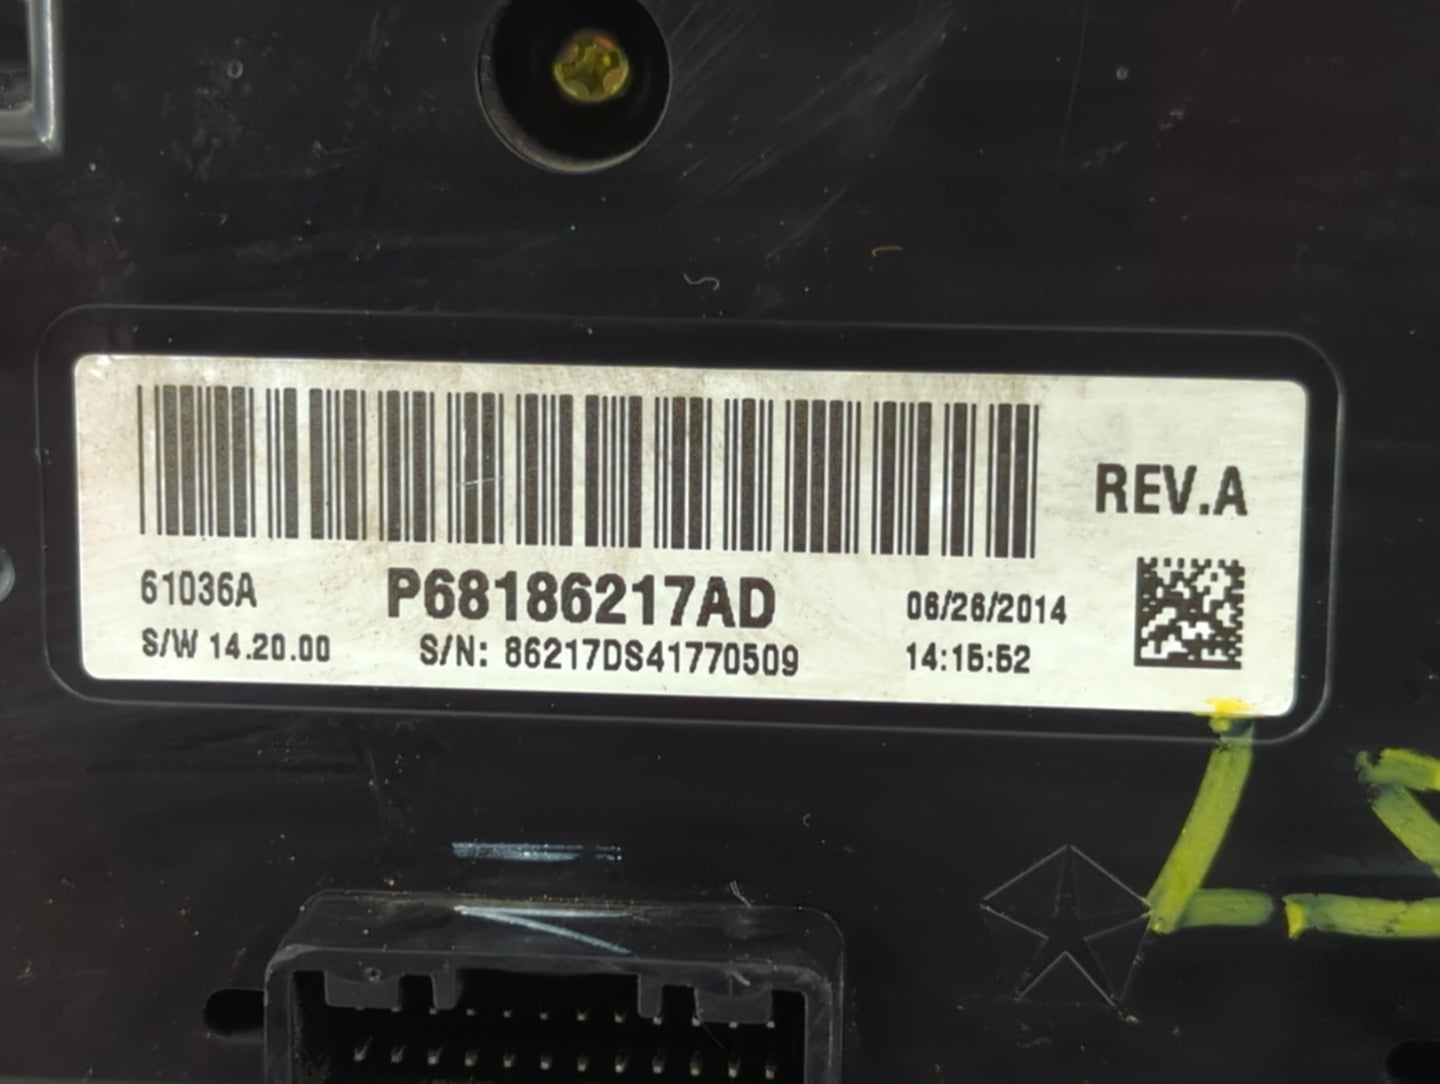 REV.A
61036A P68186217AD 06/26/2014
S/W 14.20.00 S/N: 86217DS41770509 14:15:52